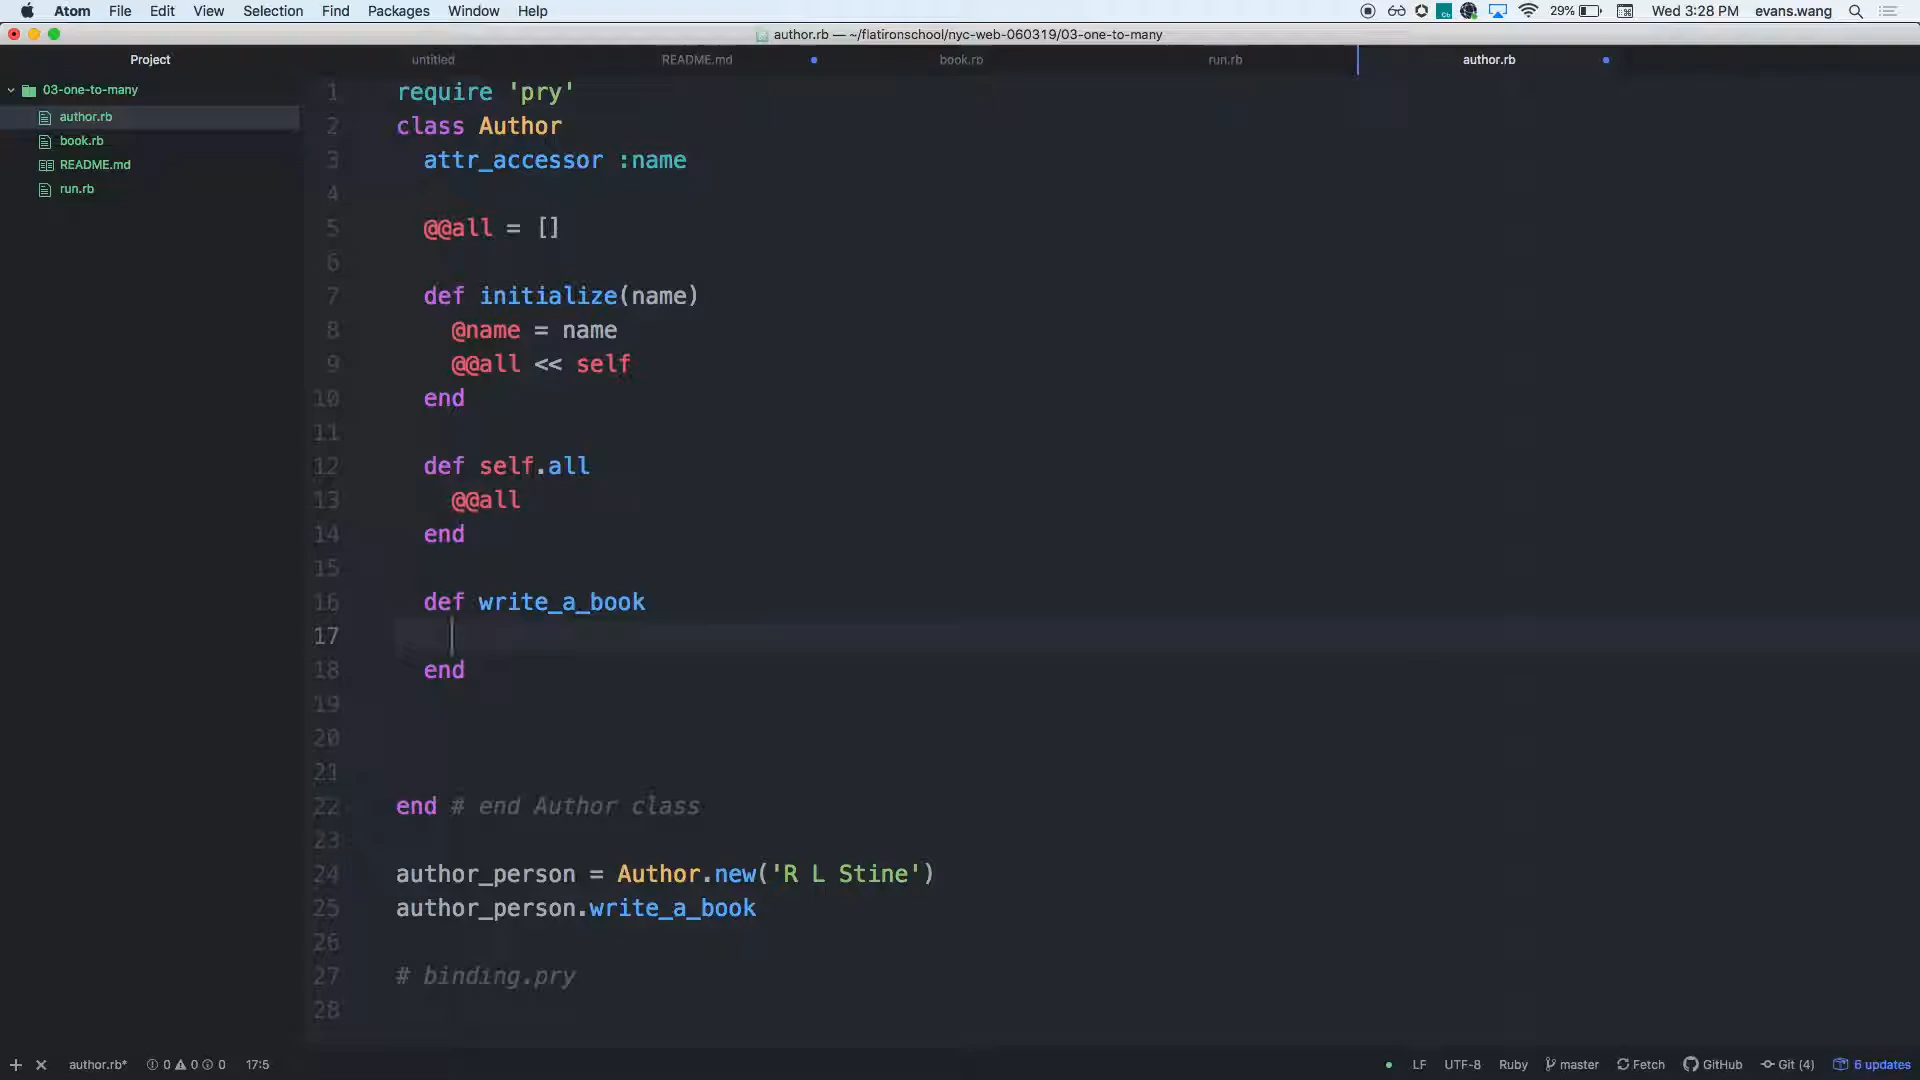 Atom File Edit View Selection Find Packages Window Help 29% Wed 3:28 PM evans.wang
author.rb — ~/flatironschool/nyc-web-060319/03-one-to-many
Project untitled README.md book.rb run.rb author.rb
03-one-to-many
author.rb
book.rb
README.md
run.rb
1 require 'pry'
2 class Author
3 attr_accessor :name
4
5 @@all = []
6
7 def initialize(name)
8 @name = name
9 @@all << self
10 end
11
12 def self.all
13 @@all
14 end
15
16 def write_a_book
17
18 end
19
20
21
22 end # end Author class
23
24 author_person = Author.new('R L Stine')
25 author_person.write_a_book
26
27 # binding.pry
28
author.rb* 0 0 0 17:5 LF UTF-8 Ruby master Fetch GitHub Git (4) 6 updates